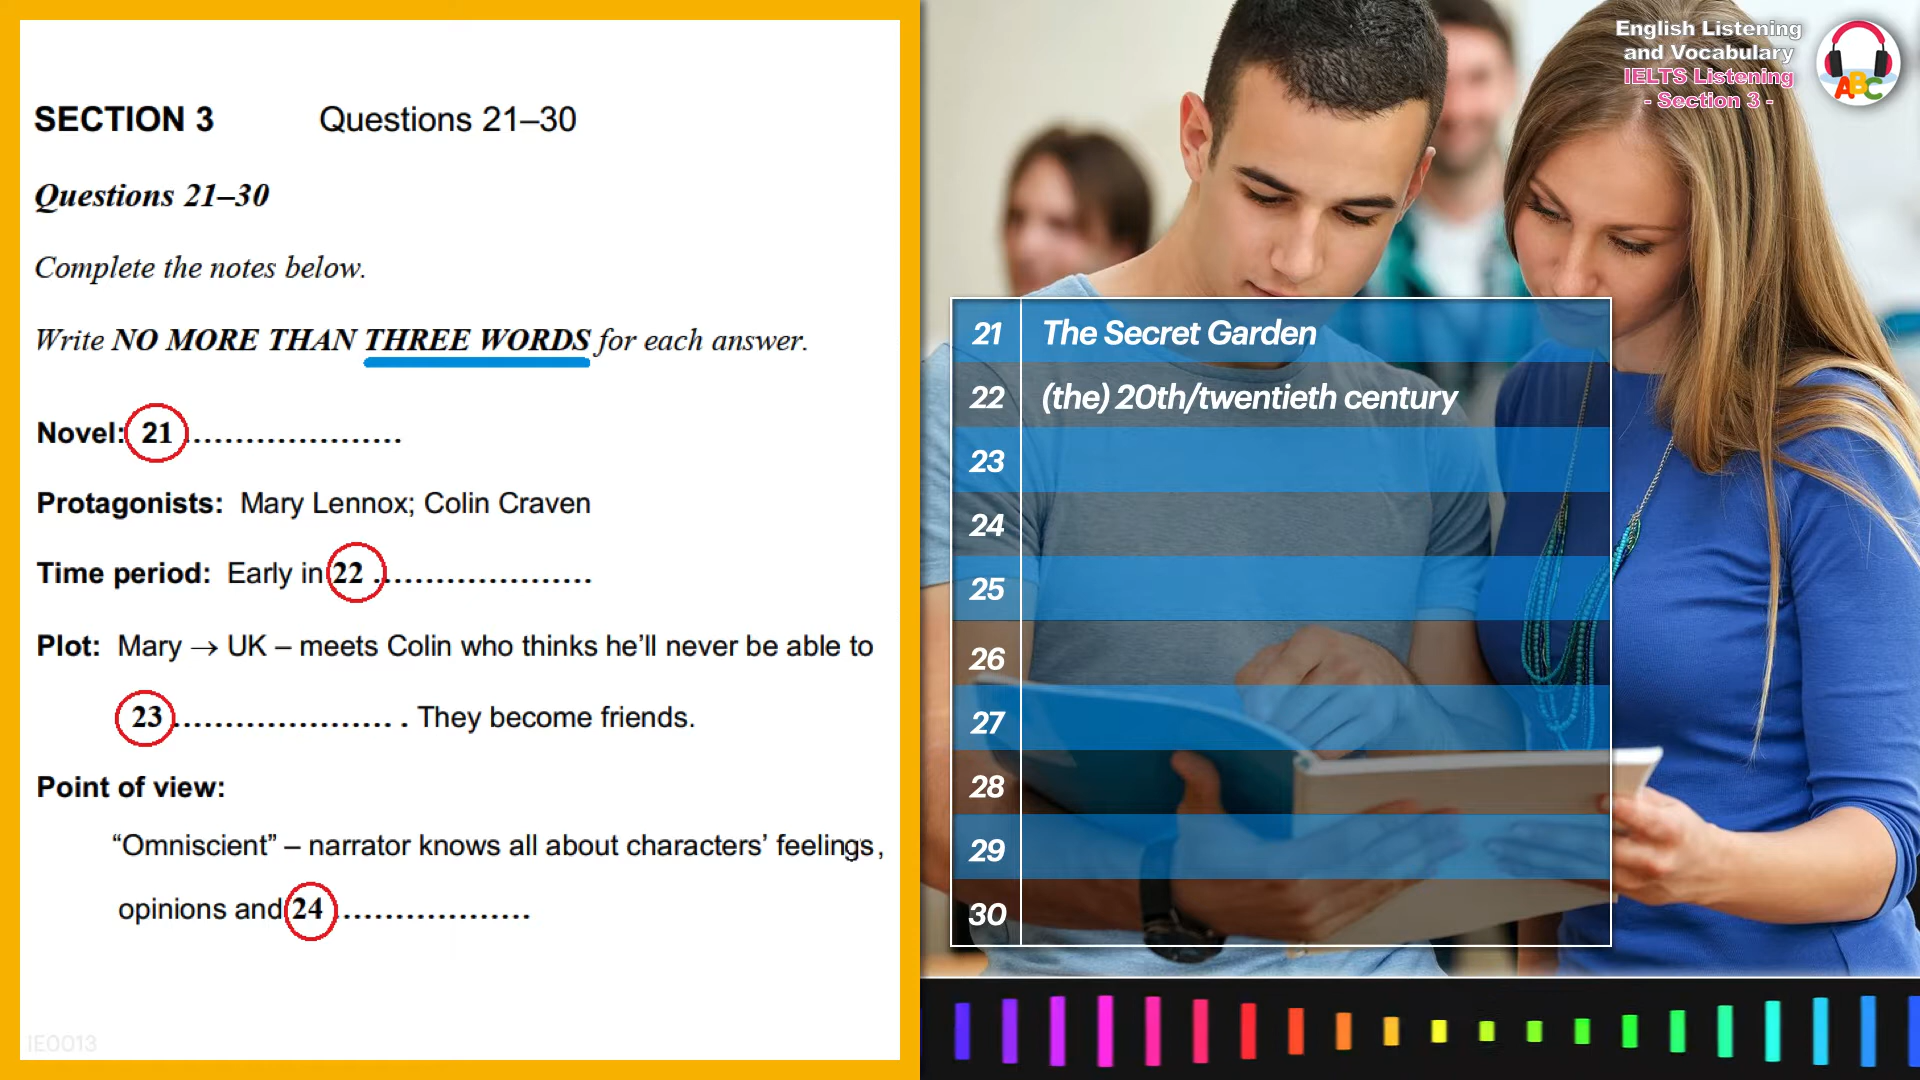 SECTION 3 Questions 21–30
Questions 21–30
Complete the notes below.
Write NO MORE THAN THREE WORDS for each answer.
Novel: 21 ....................
Protagonists: Mary Lennox; Colin Craven
Time period: Early in 22 ....................
Plot: Mary → UK – meets Colin who thinks he’ll never be able to
23 ..................... . They become friends.
Point of view:
“Omniscient” – narrator knows all about characters’ feelings,
opinions and 24 ..................
IE0013
English Listening
and Vocabulary
IELTS Listening
- Section 3 -
ABC
21 The Secret Garden
22 (the) 20th/twentieth century
23
24
25
26
27
28
29
30